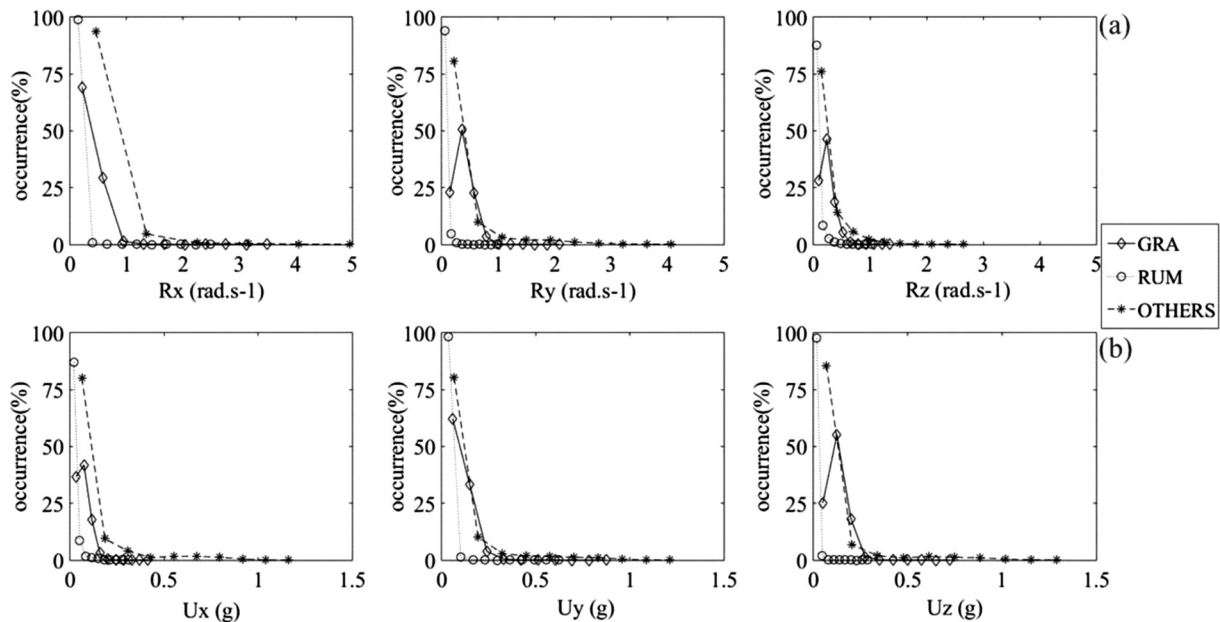 (a)
100
75
50
25
0
occurrence(%)
0 1 2 3 4 5
Rx (rad.s-1)
100
75
50
25
0
occurrence(%)
0 1 2 3 4 5
Ry (rad.s-1)
100
75
50
25
0
occurrence(%)
0 1 2 3 4 5
Rz (rad.s-1)
GRA
RUM
OTHERS
(b)
100
75
50
25
0
occurrence(%)
0 0.5 1 1.5
Ux (g)
100
75
50
25
0
occurrence(%)
0 0.5 1 1.5
Uy (g)
100
75
50
25
0
occurrence(%)
0 0.5 1 1.5
Uz (g)